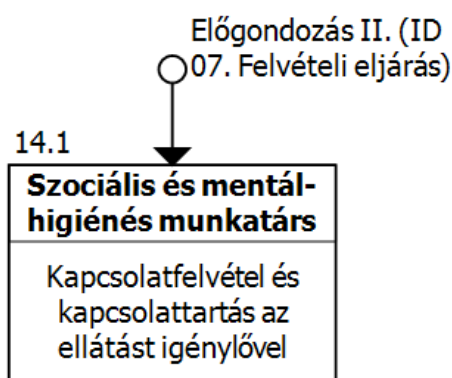 Előgondozás II. (ID
07. Felvételi eljárás)
14.1
Szociális és mentál-
higiénés munkatárs
Kapcsolatfelvétel és
kapcsolattartás az
ellátást igénylővel